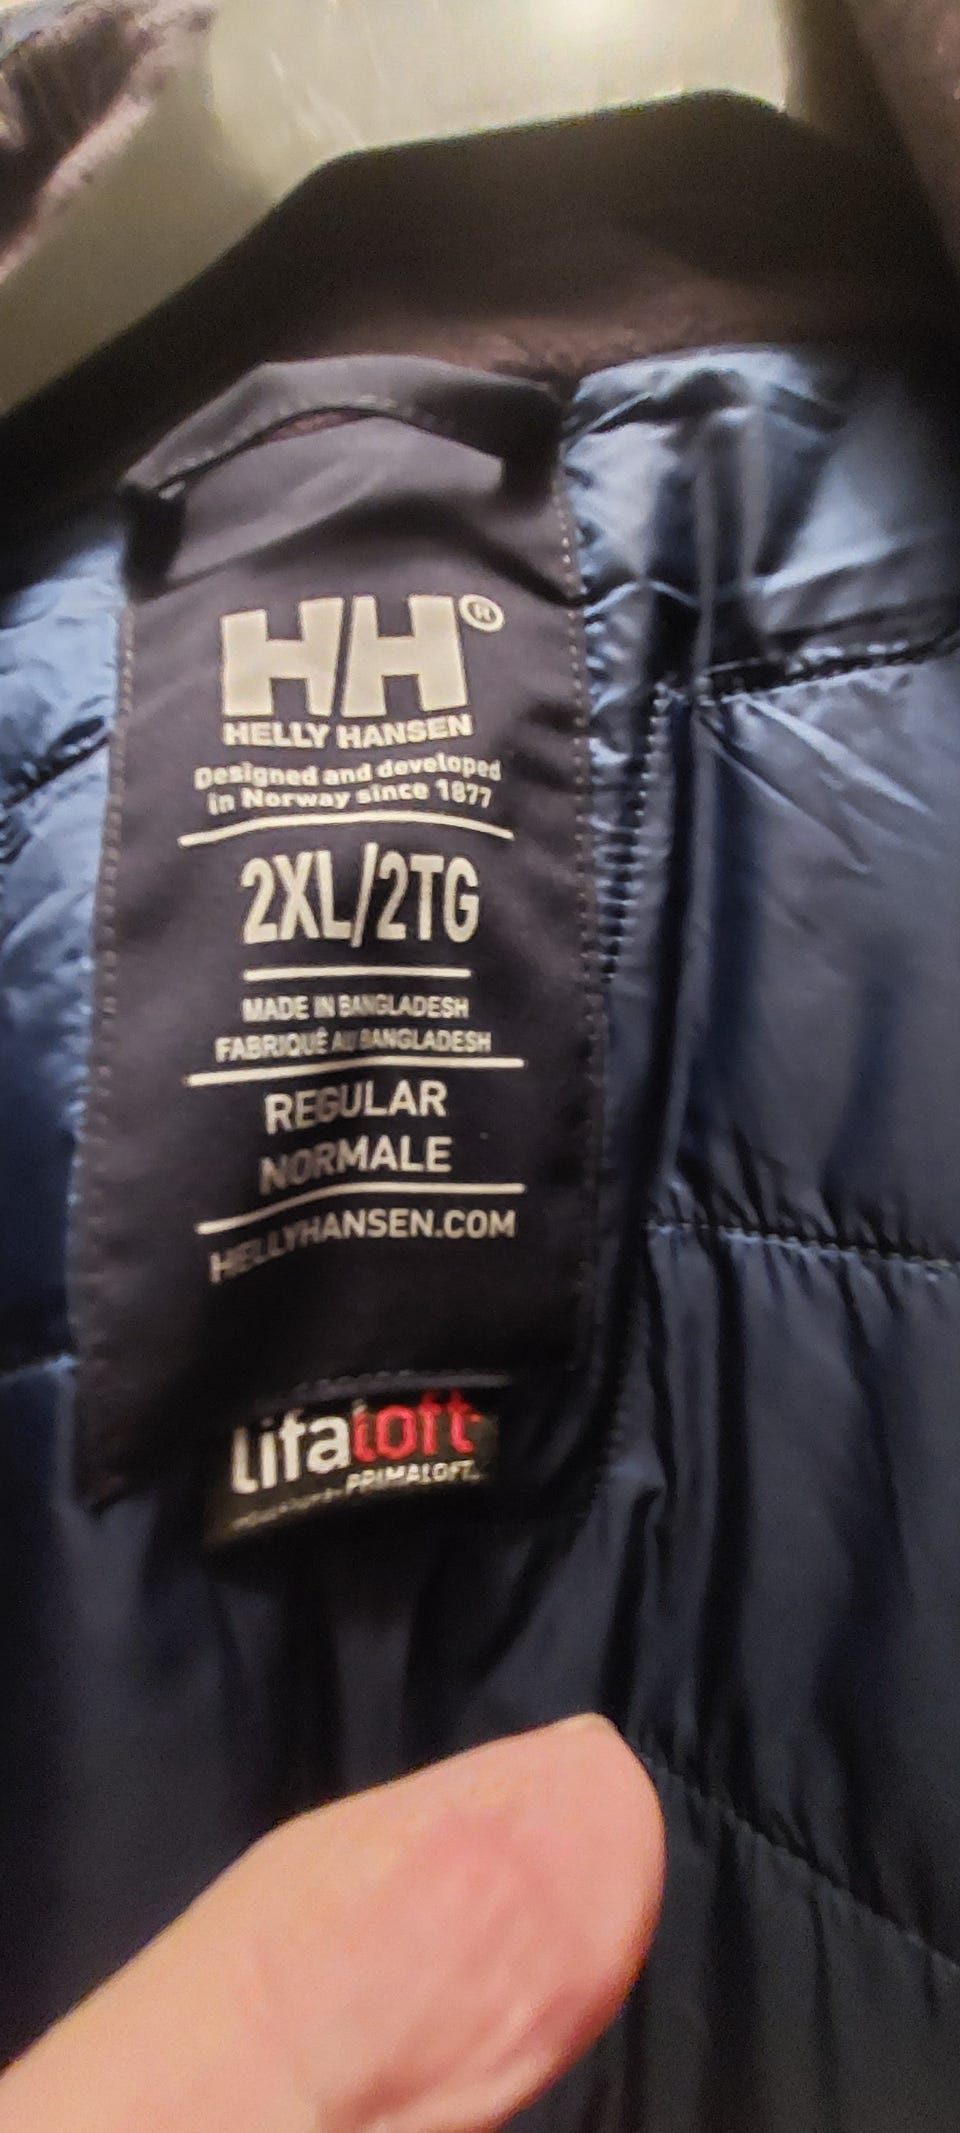 HH®
HELLY HANSEN
Designed and developed
in Norway since 1877
2XL/2TG
MADE IN BANGLADESH
FABRIQUÉ AU BANGLADESH
REGULAR
NORMALE
HELLYHANSEN.COM
lifaloft
PRIMALOFT